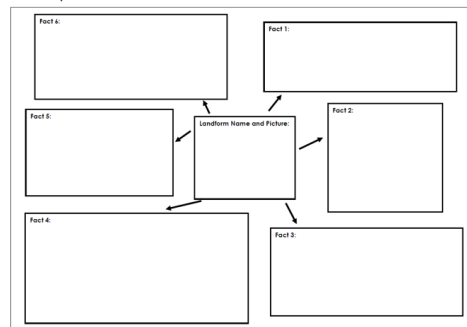 Fact 6:
Fact 1:
Fact 5:
Landform Name and Picture:
Fact 2:
Fact 4:
Fact 3: